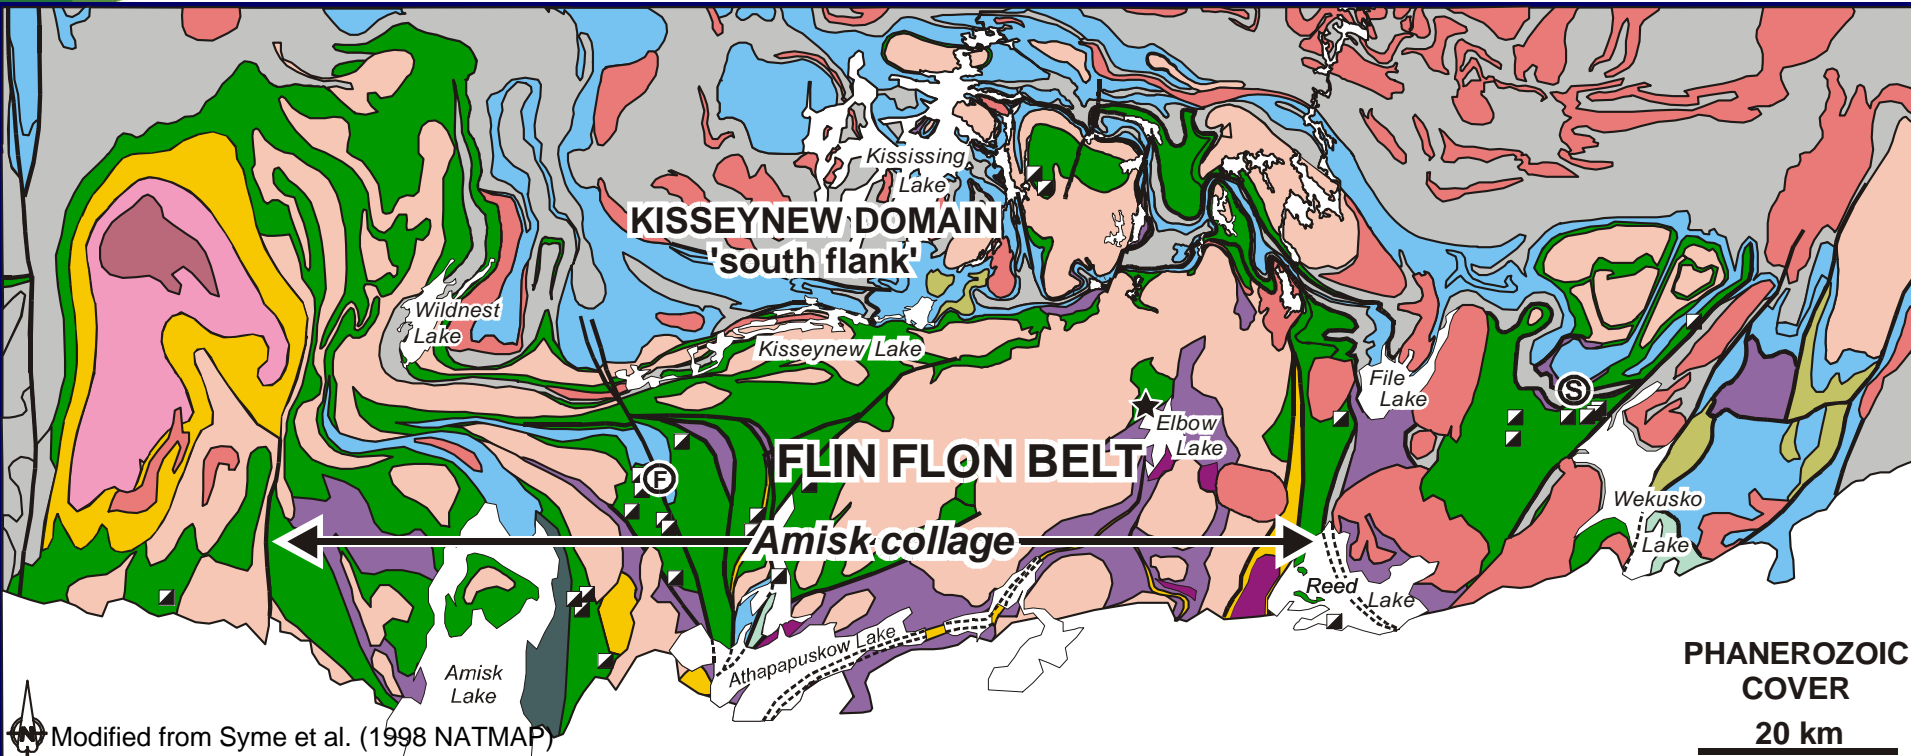 Kississing
Lake
KISSEYNEW DOMAIN
'south flank'
Wildnest
Lake
Kisseynew Lake
File
Lake
S
Elbow
Lake
FLIN FLON BELT
F
Wekusko
Lake
Amisk collage
Reed Lake
Athapapuskow Lake
Amisk
Lake
PHANEROZOIC
COVER
20 km
N
Modified from Syme et al. (1998 NATMAP)